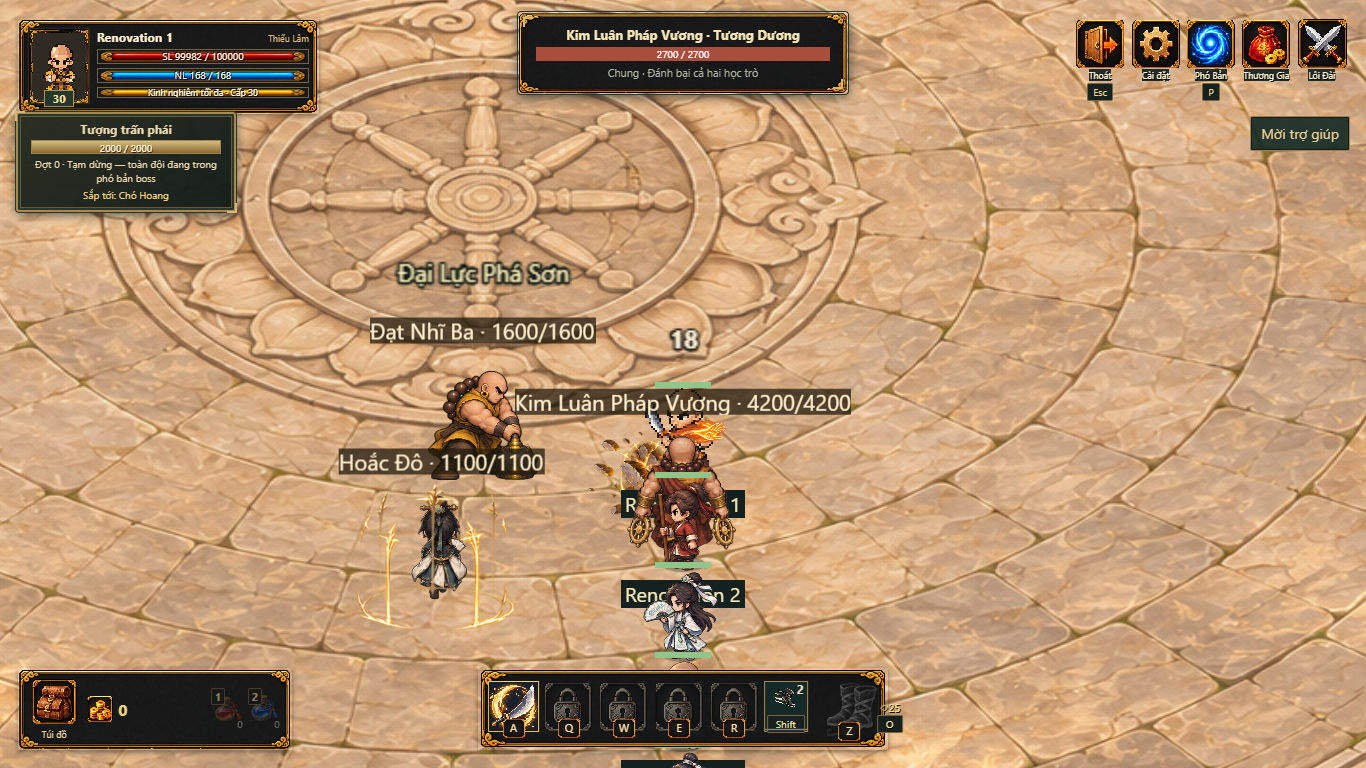 Renovation 1
Thiếu Lâm
SL 99982 / 100000
NL 168 / 168
Kinh nghiệm tối đa · Cấp 30
30
Tượng trấn phái
2000 / 2000
Đợt 0 · Tạm dừng — toàn đội đang trong
phó bản boss
Sắp tới: Chó Hoang
Kim Luân Pháp Vương · Tương Dương
2700 / 2700
Chung · Đánh bại cả hai học trò
Thoát
Cài đặt
Phó Bản
Thương Gia
Lôi Đài
Esc
P
Mời trợ giúp
Đại Lực Phá Sơn
Đạt Nhĩ Ba · 1600/1600
18
Kim Luân Pháp Vương · 4200/4200
Hoắc Đô · 1100/1100
1
2
Túi đồ
0
1
0
2
0
A
Q
W
E
R
2
Shift
Z
25
O